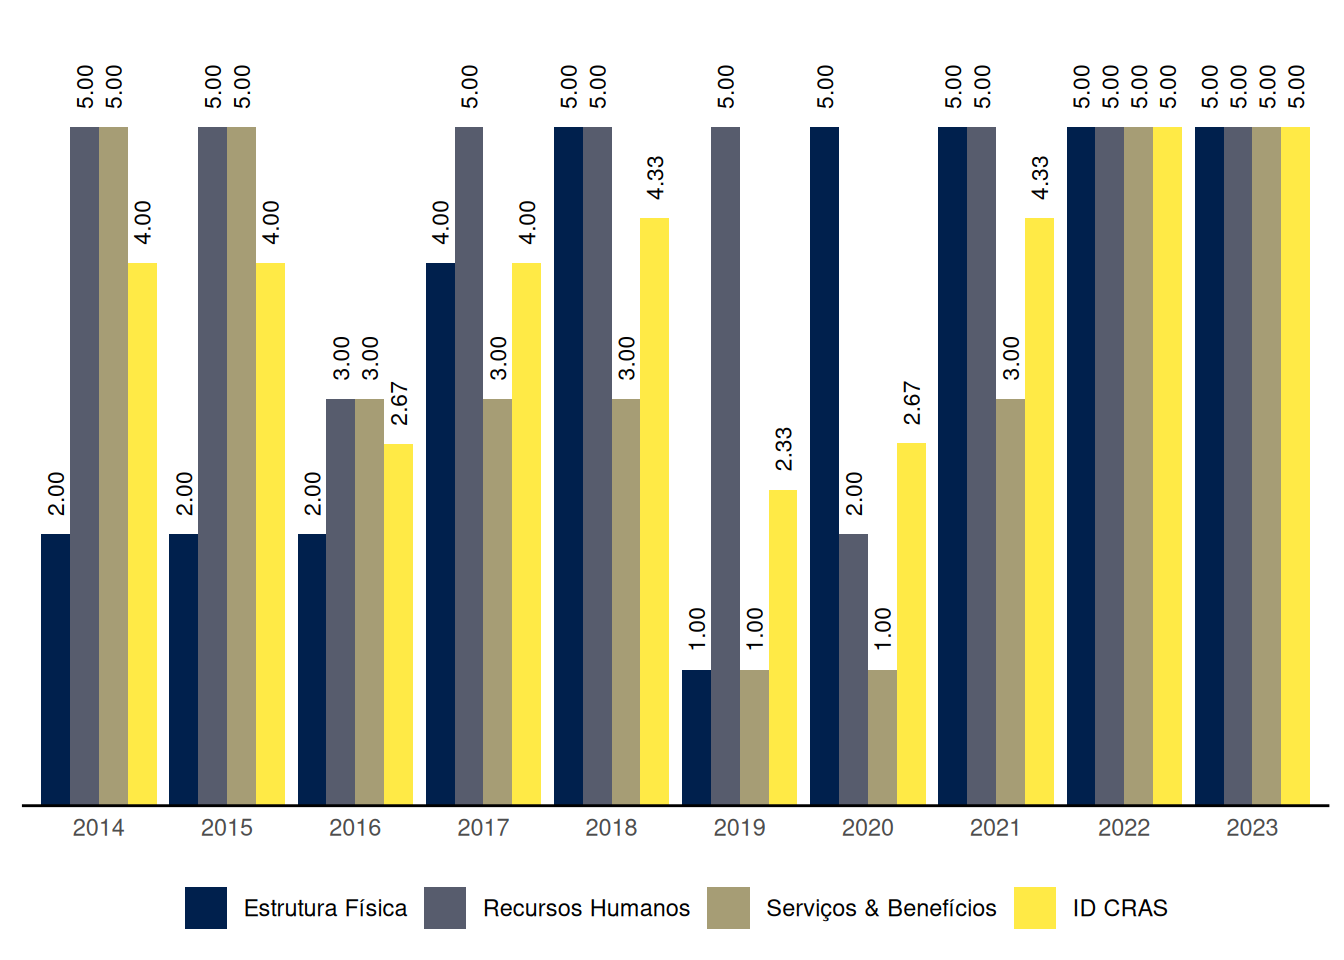 5.00 5.00 5.00 5.00 5.00 5.00 5.00 5.00 5.00 5.00 5.00 5.00 5.00 5.00 5.00 5.00 5.00 5.00 5.00
4.33 4.33
4.00 4.00 4.00 4.00
3.00 3.00 3.00 3.00 3.00
2.67 2.67
2.33
2.00 2.00 2.00 2.00
1.00 1.00 1.00
2014 2015 2016 2017 2018 2019 2020 2021 2022 2023
Estrutura Física Recursos Humanos Serviços & Benefícios ID CRAS